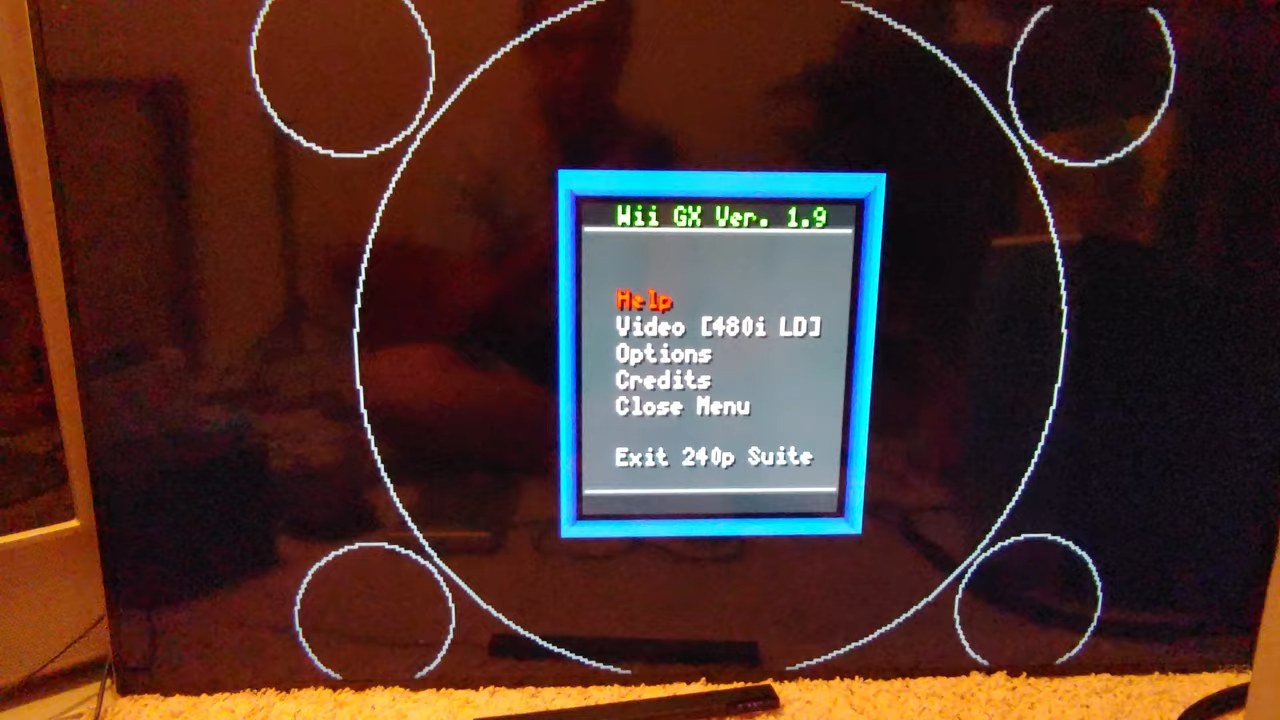 Wii GX Ver. 1.9
Help
Video [480i LD]
Options
Credits
Close Menu
Exit 240p Suite